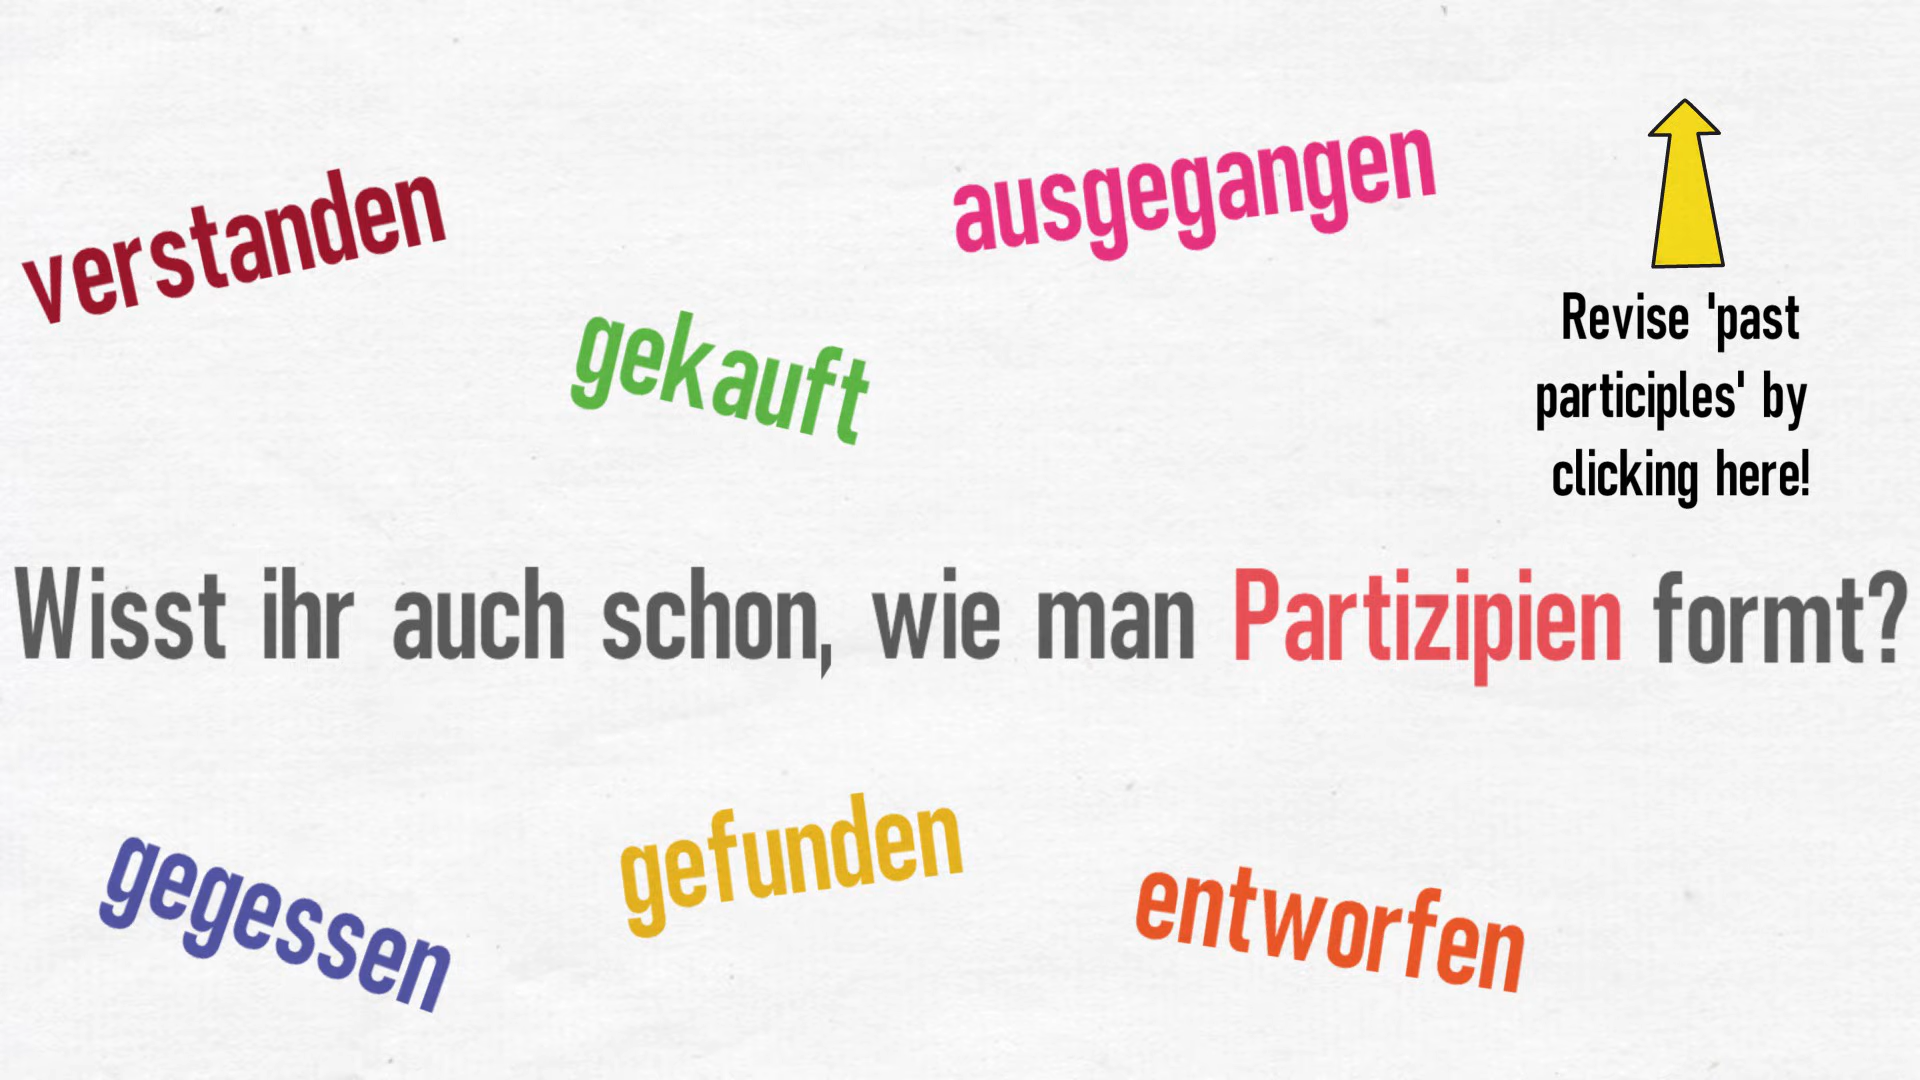 verstanden
ausgegangen
gekauft
Revise 'past
participles' by
clicking here!
Wisst ihr auch schon, wie man Partizipien formt?
gegessen
gefunden
entworfen